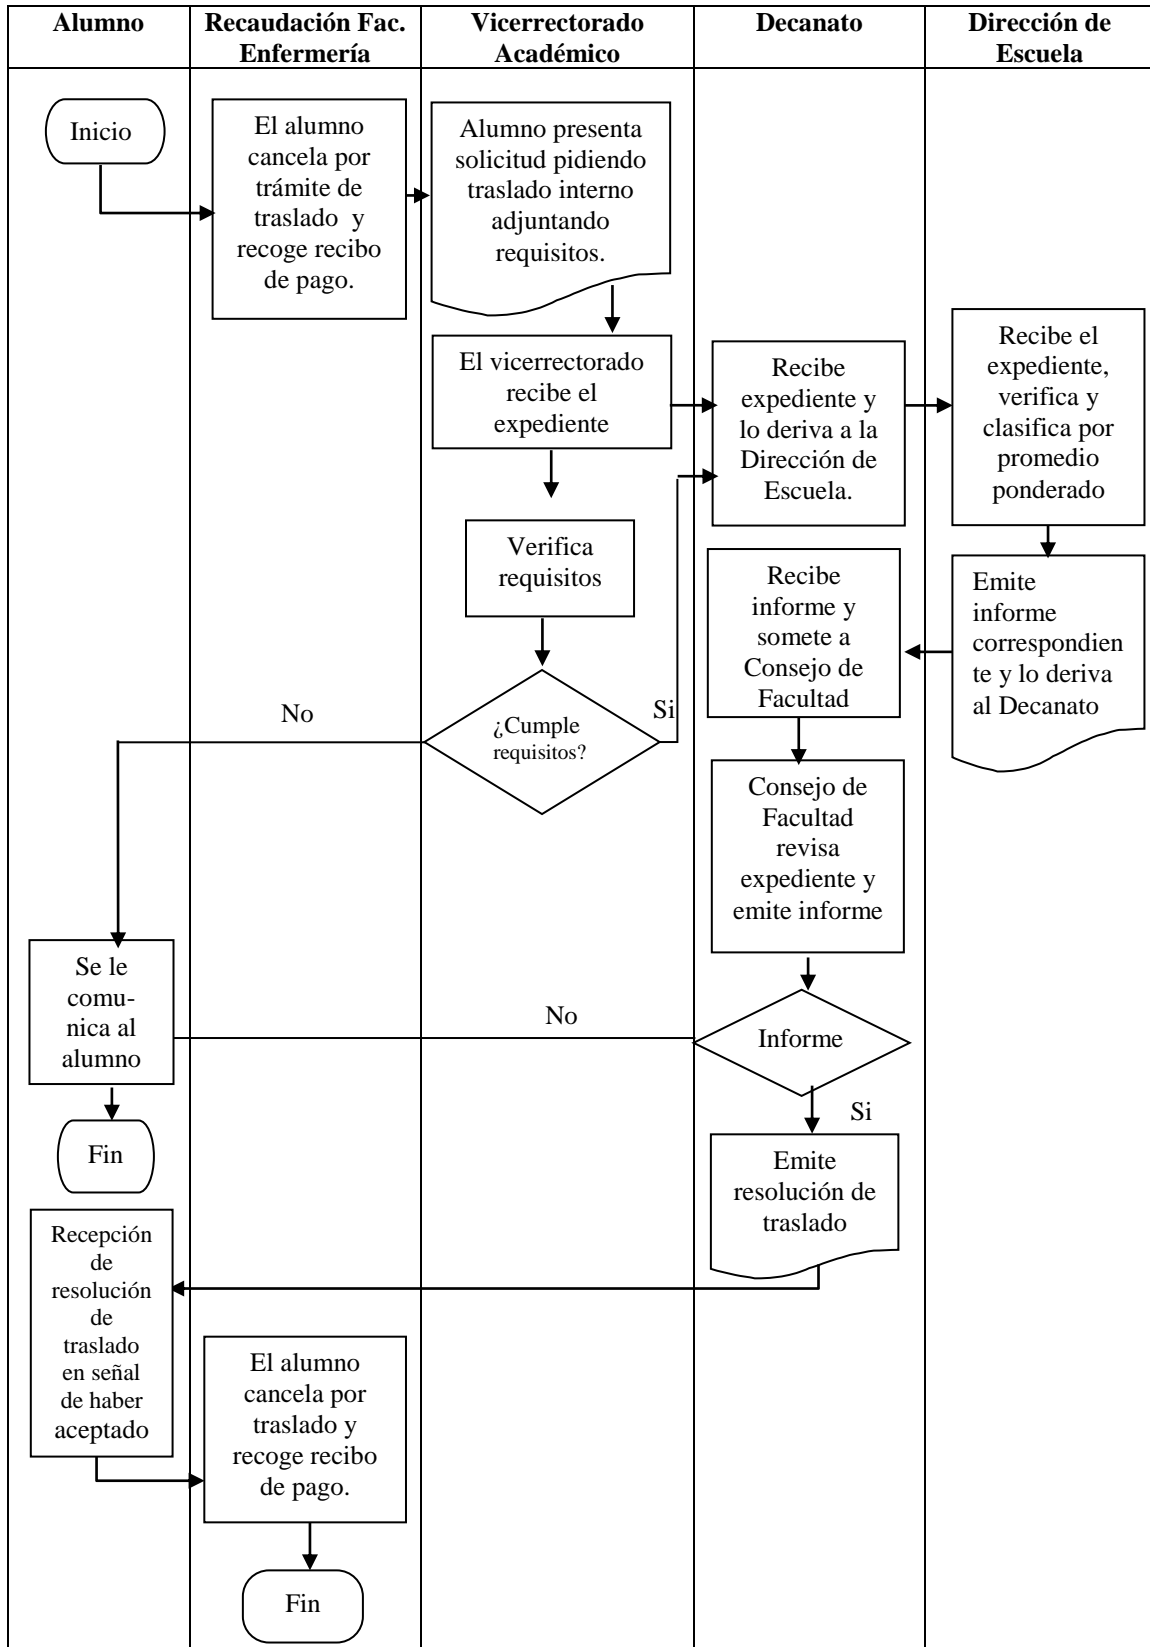 Alumno
Recaudación Fac.
Enfermería
Vicerrectorado
Académico
Decanato
Dirección de
Escuela
Inicio
El alumno
cancela por
trámite de
traslado y
recoge recibo
de pago.
Alumno presenta
solicitud pidiendo
traslado interno
adjuntando
requisitos.
El vicerrectorado
recibe el
expediente
Recibe
expediente y
lo deriva a la
Dirección de
Escuela.
Recibe el
expediente,
verifica y
clasifica por
promedio
ponderado
Verifica
requisitos
Recibe
informe y
somete a
Consejo de
Facultad
Emite
informe
correspondien
te y lo deriva
al Decanato
No
¿Cumple
requisitos?
Si
Consejo de
Facultad
revisa
expediente y
emite informe
Se le
comu-
nica al
alumno
No
Informe
Si
Fin
Emite
resolución de
traslado
Recepción
de
resolución
de
traslado
en señal
de haber
aceptado
El alumno
cancela por
traslado y
recoge recibo
de pago.
Fin